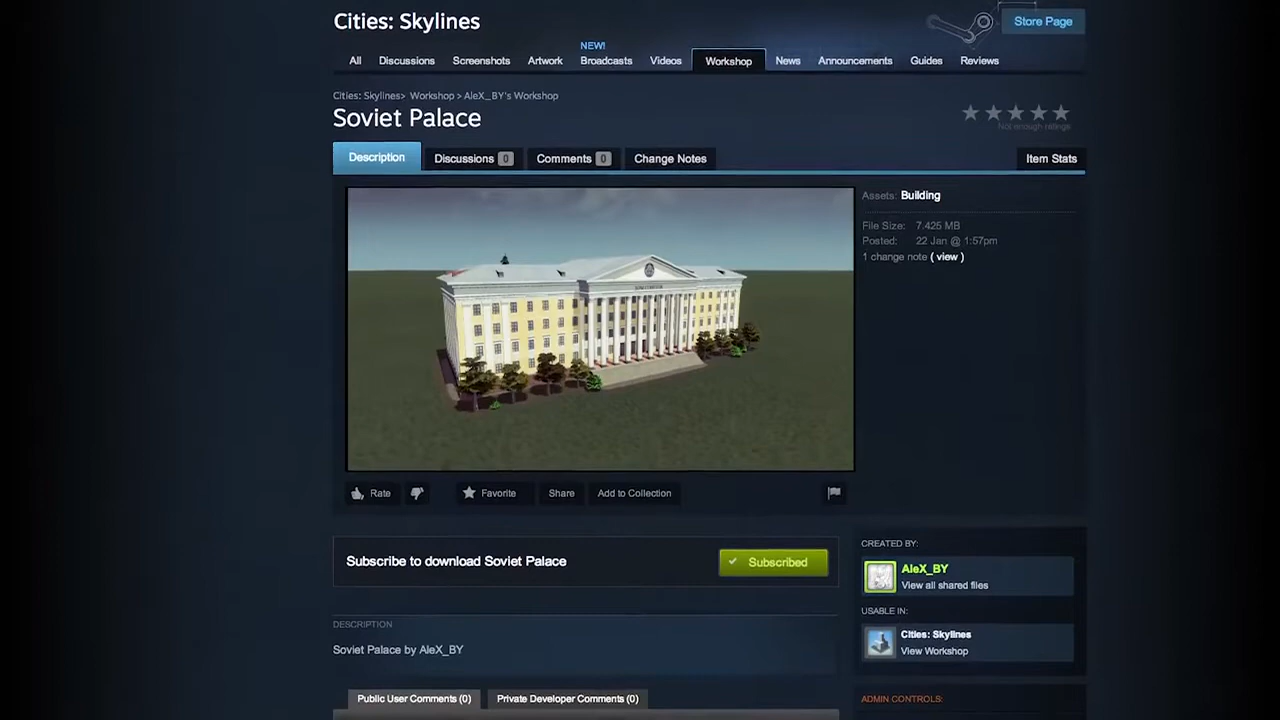 Cities: Skylines
Store Page
NEW!
All Discussions Screenshots Artwork Broadcasts Videos Workshop News Announcements Guides Reviews
Cities: Skylines> Workshop > AleX_BY's Workshop
Soviet Palace
Not enough ratings
Description Discussions 0 Comments 0 Change Notes Item Stats
Assets: Building
File Size: 7.425 MB
Posted: 22 Jan @ 1:57pm
1 change note ( view )
Rate Favorite Share Add to Collection
Subscribe to download Soviet Palace
Subscribed
DESCRIPTION
Soviet Palace by AleX_BY
Public User Comments (0) Private Developer Comments (0)
CREATED BY:
AleX_BY
View all shared files
USABLE IN:
Cities: Skylines
View Workshop
ADMIN CONTROLS: